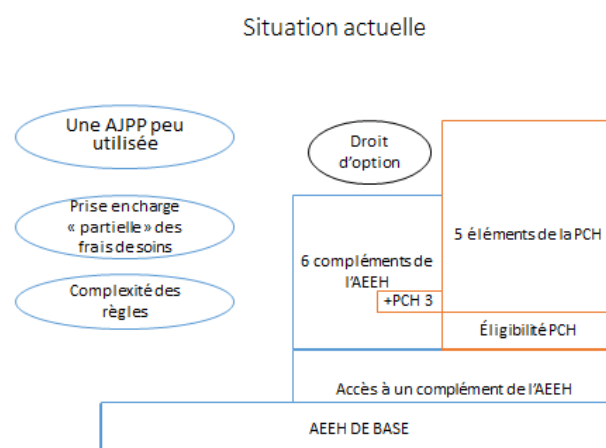 Situation actuelle
Une AJPP peu
utilisée
Prise en charge
« partielle » des
frais de soins
Complexité des
règles
Droit
d'option
6 compléments de
l'AEEH
+PCH 3
5 éléments de la PCH
Éligibilité PCH
Accès à un complément de l'AEEH
AEEH DE BASE